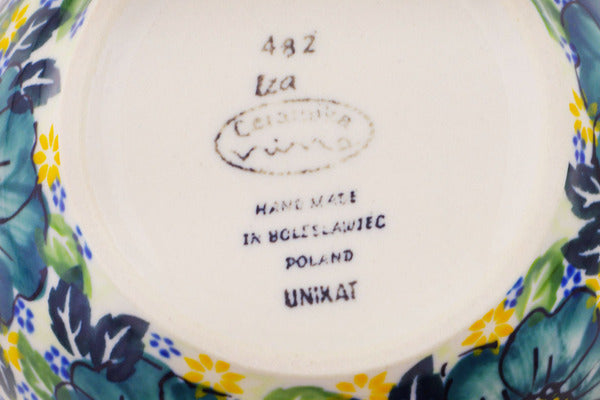 482
Iza
Ceramika
vena
HAND MADE
IN BOLESLAWIEC
POLAND
UNIKAT